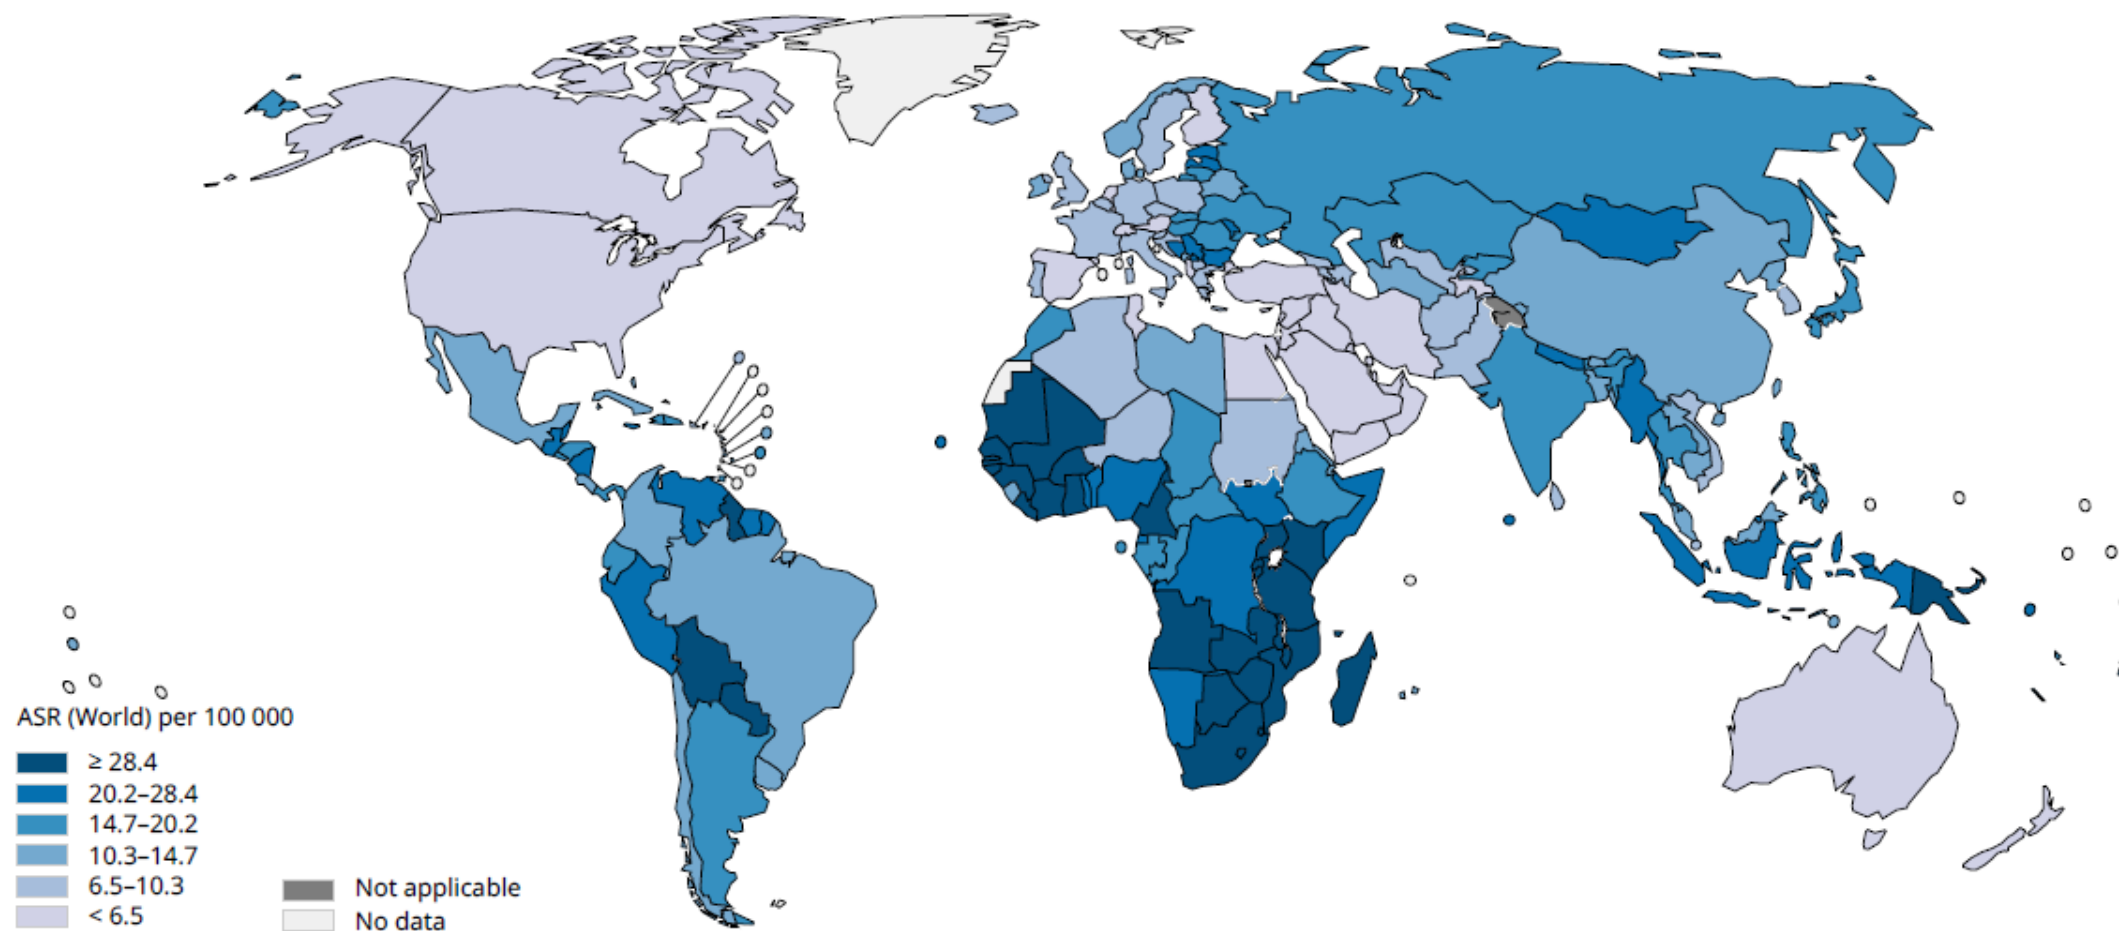 ASR (World) per 100 000
≥ 28.4
20.2–28.4
14.7–20.2
10.3–14.7
6.5–10.3
< 6.5
Not applicable
No data